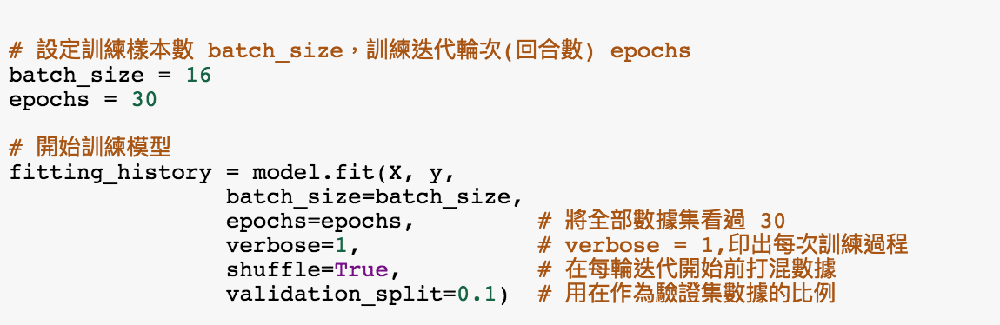 # 設定訓練樣本數 batch_size，訓練迭代輪次(回合數) epochs
batch_size = 16
epochs = 30
# 開始訓練模型
fitting_history = model.fit(X, y,
batch_size=batch_size,
epochs=epochs, # 將全部數據集看過 30
verbose=1, # verbose = 1,印出每次訓練過程
shuffle=True, # 在每輪迭代開始前打混數據
validation_split=0.1) # 用在作為驗證集數據的比例